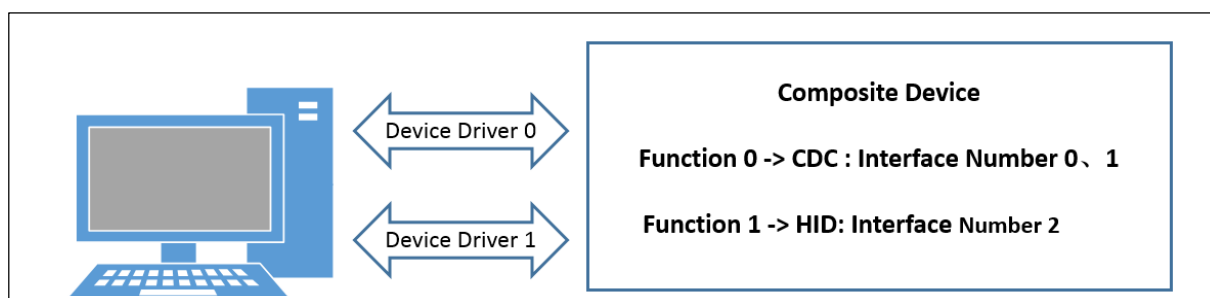 Device Driver 0
Device Driver 1
Composite Device
Function 0 -> CDC : Interface Number 0、1
Function 1 -> HID: Interface Number 2